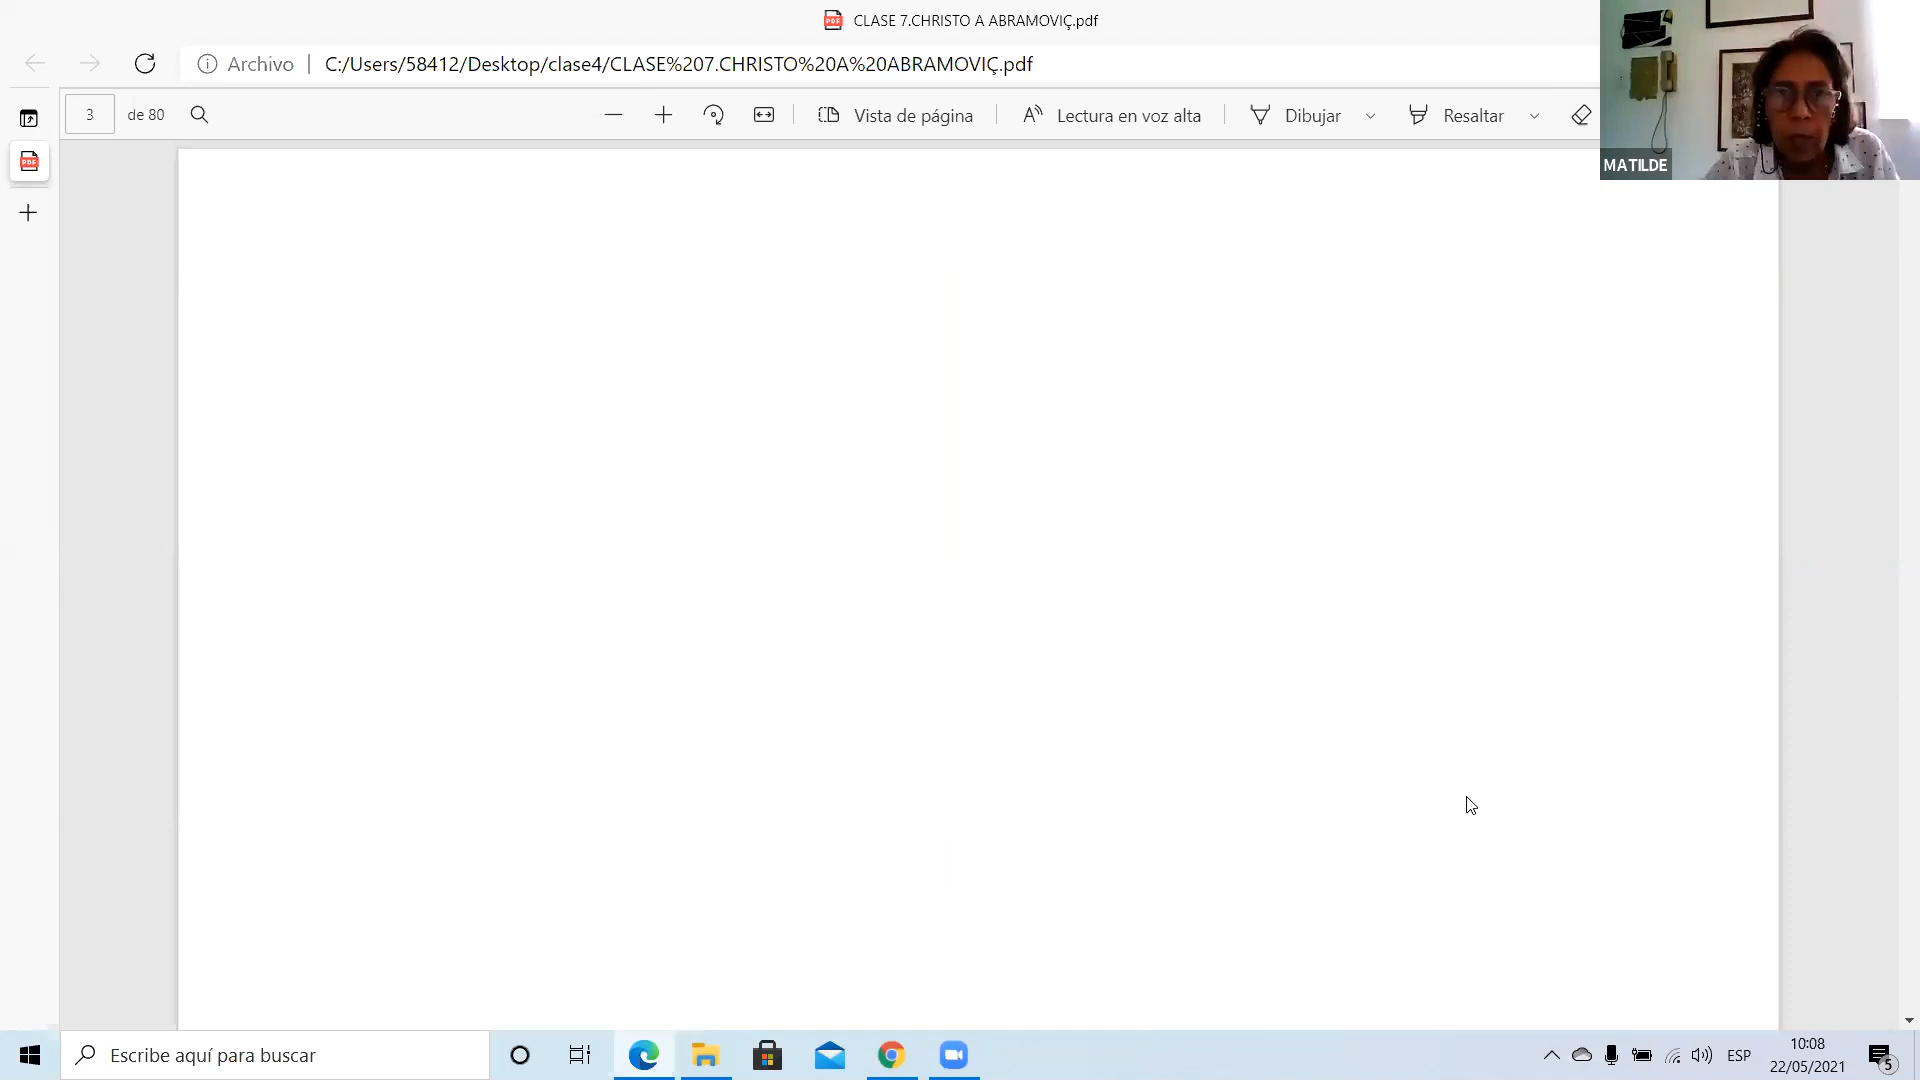 CLASE 7.CHRISTO A ABRAMOVIÇ.pdf
Archivo | C:/Users/58412/Desktop/clase4/CLASE%207.CHRISTO%20A%20ABRAMOVIÇ.pdf
3 de 80 Vista de página Lectura en voz alta Dibujar Resaltar
MATILDE
Escribe aquí para buscar
ESP
10:08
22/05/2021
5